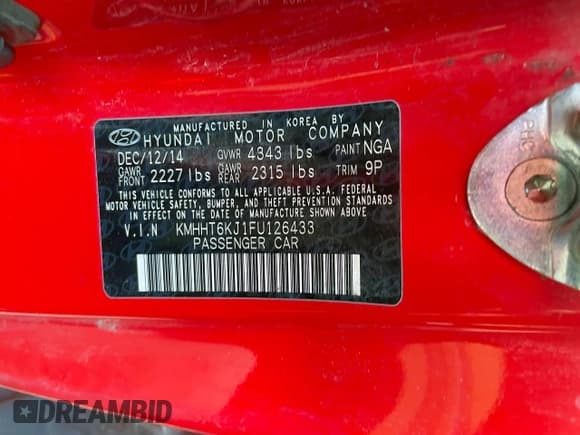 MANUFACTURED IN KOREA BY
HYUNDAI MOTOR COMPANY
DEC/12/14 GVWR 4343 lbs PAINT NGA
GAWR FRONT 2227 lbs GAWR REAR 2315 lbs TRIM 9P
THIS VEHICLE CONFORMS TO ALL APPLICABLE U.S.A. FEDERAL
MOTOR VEHICLE SAFETY, BUMPER, AND THEFT PREVENTION STANDARDS
IN EFFECT ON THE DATE OF MANUFACTURE SHOWN ABOVE.
V.I.N KMHHT6KJ1FU126433
PASSENGER CAR
PHC
DREAMBID